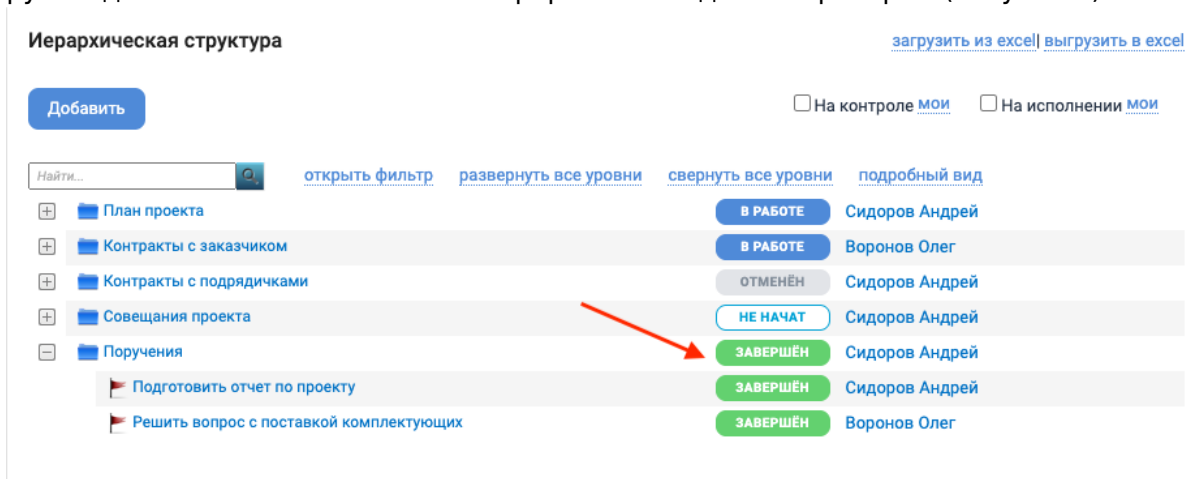 Иерархическая структура
загрузить из excel| выгрузить в excel
Добавить
На контроле мои На исполнении мои
Найти... открыть фильтр развернуть все уровни свернуть все уровни подробный вид
План проекта В РАБОТЕ Сидоров Андрей
Контракты с заказчиком В РАБОТЕ Воронов Олег
Контракты с подрядичками ОТМЕНЁН Сидоров Андрей
Совещания проекта НЕ НАЧАТ Сидоров Андрей
Поручения ЗАВЕРШЁН Сидоров Андрей
Подготовить отчет по проекту ЗАВЕРШЁН Сидоров Андрей
Решить вопрос с поставкой комплектующих ЗАВЕРШЁН Воронов Олег